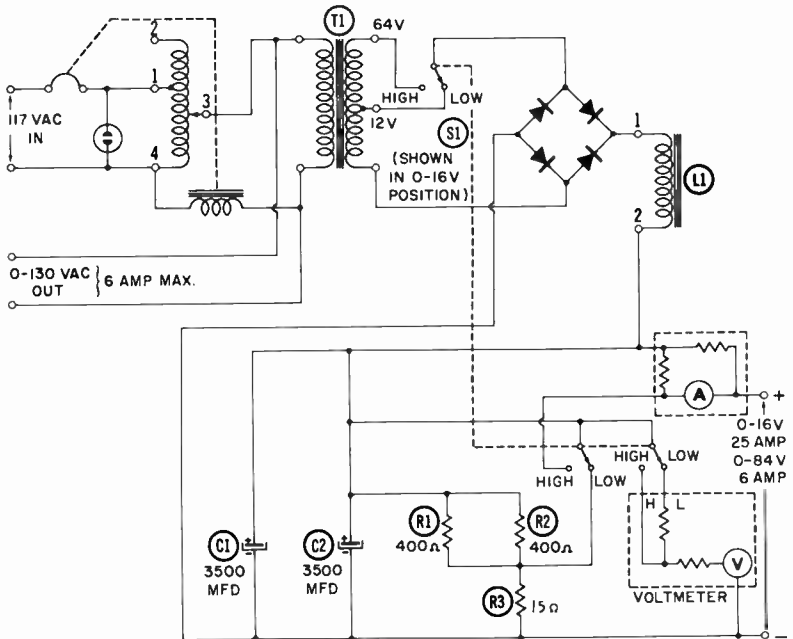 T1
2
64V
1
3
117 VAC
IN
HIGH
LOW
12V
S1
(SHOWN
IN 0-16V
POSITION)
1
L1
4
2
0-130 VAC
OUT
} 6 AMP MAX.
A
+
0-16V
25 AMP
0-84V
6 AMP
HIGH
LOW
HIGH
LOW
H
L
R1
400Ω
R2
400Ω
C1
+
3500
MFD
C2
+
3500
MFD
R3
15Ω
V
VOLTMETER
−